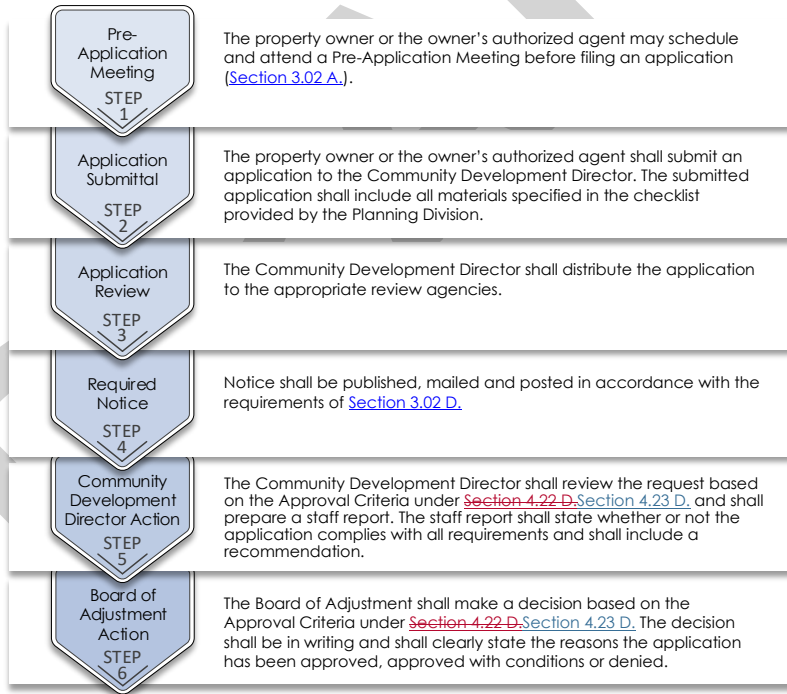 Pre-
Application
Meeting
STEP
1
The property owner or the owner’s authorized agent may schedule
and attend a Pre-Application Meeting before filing an application
(Section 3.02 A.).
Application
Submittal
STEP
2
The property owner or the owner’s authorized agent shall submit an
application to the Community Development Director. The submitted
application shall include all materials specified in the checklist
provided by the Planning Division.
Application
Review
STEP
3
The Community Development Director shall distribute the application
to the appropriate review agencies.
Required
Notice
STEP
4
Notice shall be published, mailed and posted in accordance with the
requirements of Section 3.02 D.
Community
Development
Director Action
STEP
5
The Community Development Director shall review the request based
on the Approval Criteria under Section 4.22 D.Section 4.23 D. and shall
prepare a staff report. The staff report shall state whether or not the
application complies with all requirements and shall include a
recommendation.
Board of
Adjustment
Action
STEP
6
The Board of Adjustment shall make a decision based on the
Approval Criteria under Section 4.22 D.Section 4.23 D. The decision
shall be in writing and shall clearly state the reasons the application
has been approved, approved with conditions or denied.